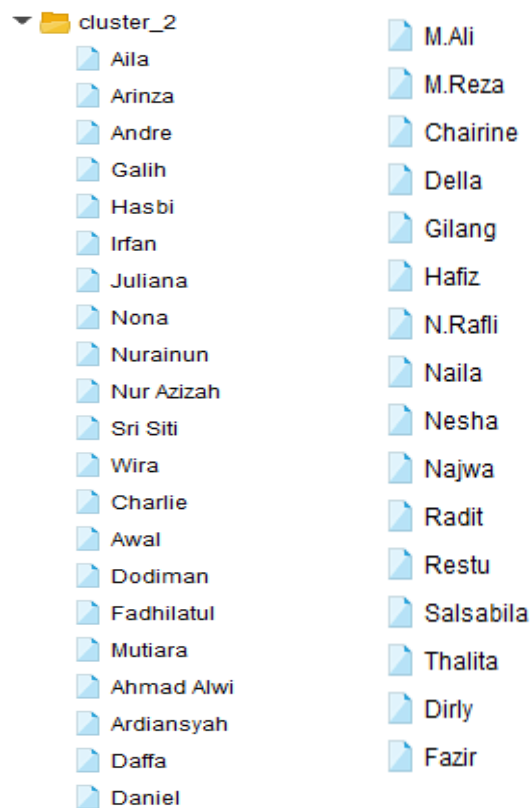 cluster_2
Aila
Arinza
Andre
Galih
Hasbi
Irfan
Juliana
Nona
Nurainun
Nur Azizah
Sri Siti
Wira
Charlie
Awal
Dodiman
Fadhilatul
Mutiara
Ahmad Alwi
Ardiansyah
Daffa
Daniel
M.Ali
M.Reza
Chairine
Della
Gilang
Hafiz
N.Rafli
Naila
Nesha
Najwa
Radit
Restu
Salsabila
Thalita
Dirly
Fazir